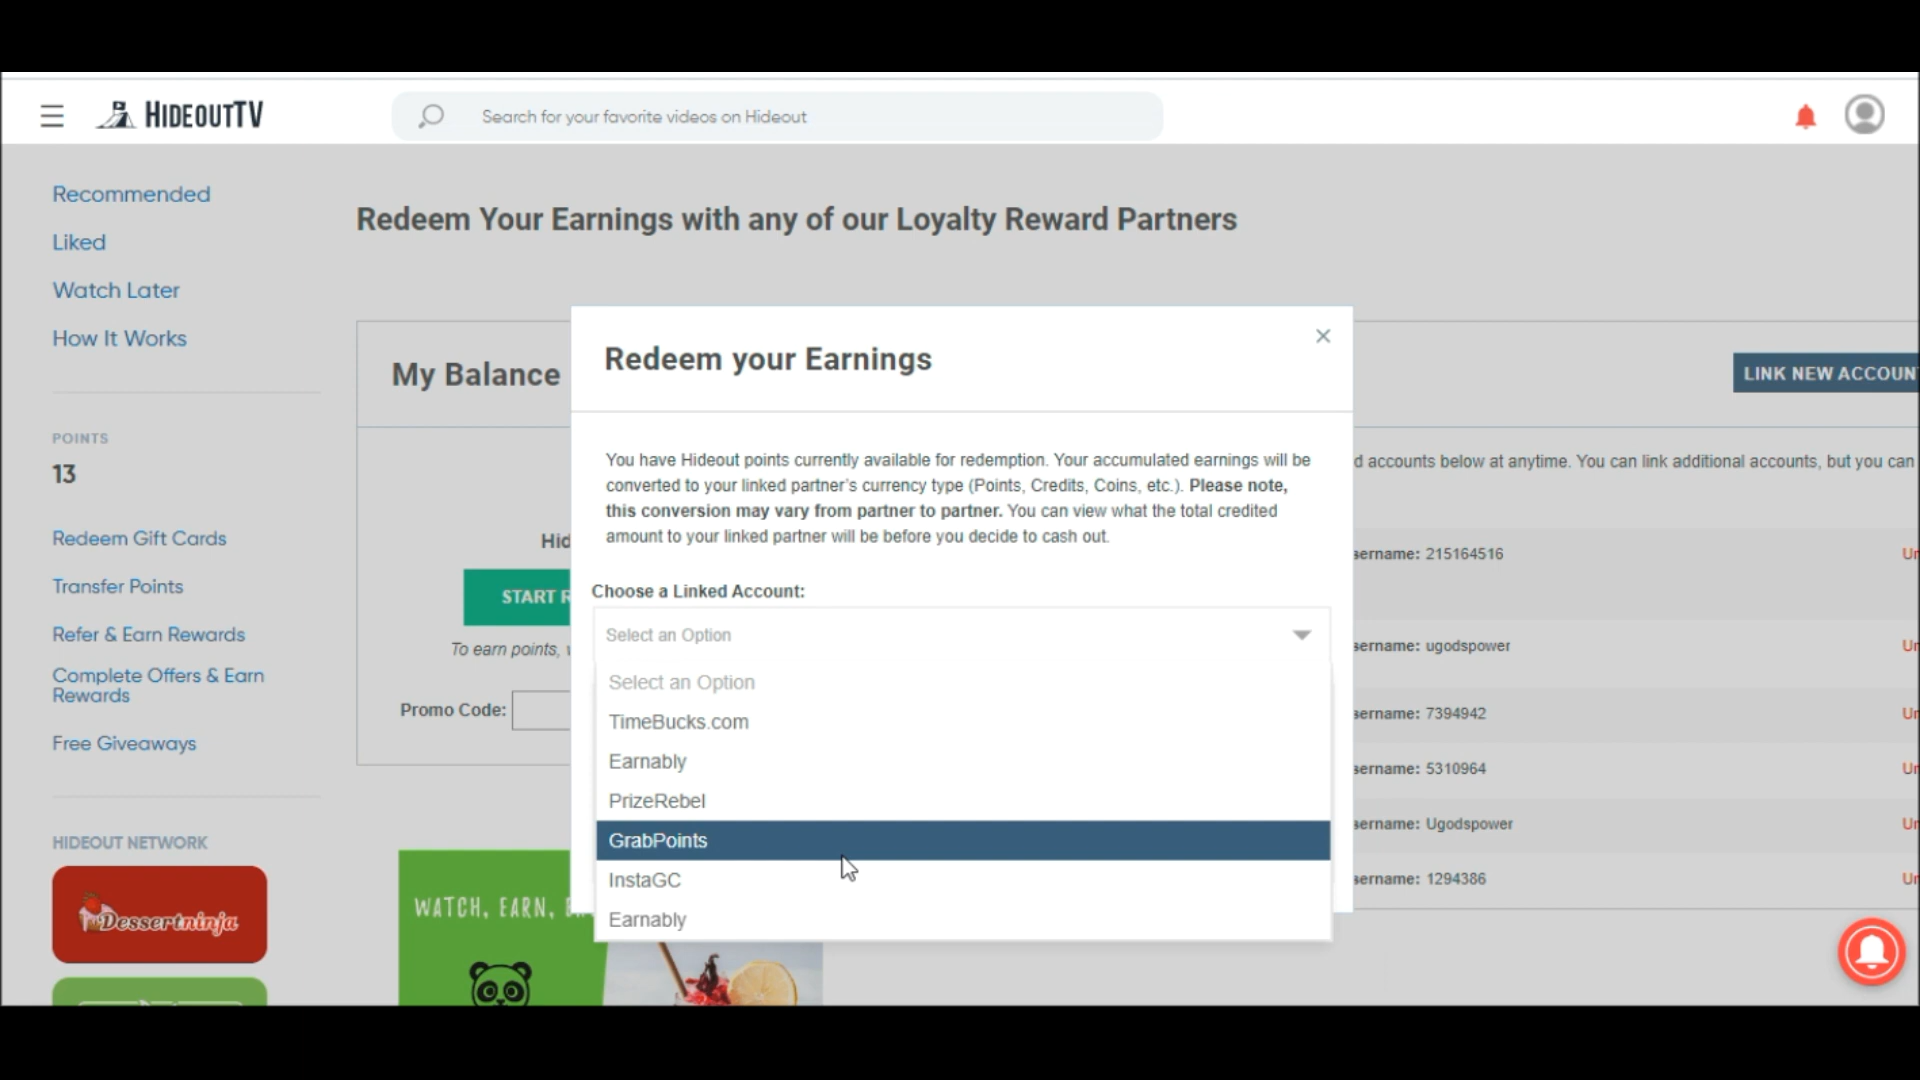 HIDEOUTTV
Search for your favorite videos on Hideout
Recommended
Liked
Watch Later
How It Works
POINTS
13
Redeem Gift Cards
Transfer Points
Refer & Earn Rewards
Complete Offers & Earn
Rewards
Free Giveaways
HIDEOUT NETWORK
Dessertninja
Redeem Your Earnings with any of our Loyalty Reward Partners
My Balance
LINK NEW ACCOUN
Hid
START R
To earn points,
Promo Code:
WATCH, EARN,
Redeem your Earnings
You have Hideout points currently available for redemption. Your accumulated earnings will be
converted to your linked partner's currency type (Points, Credits, Coins, etc.). Please note,
this conversion may vary from partner to partner. You can view what the total credited
amount to your linked partner will be before you decide to cash out.
Choose a Linked Account:
Select an Option
Select an Option
TimeBucks.com
Earnably
PrizeRebel
GrabPoints
InstaGC
Earnably
d accounts below at anytime. You can link additional accounts, but you can
sername: 215164516
Un
sername: ugodspower
Un
sername: 7394942
Un
sername: 5310964
Un
sername: Ugodspower
Un
sername: 1294386
Un